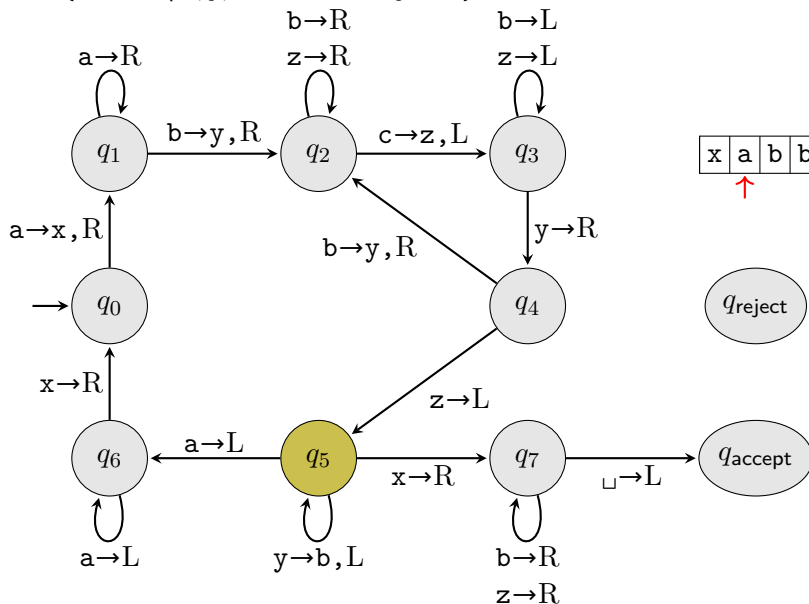 b→R
b→L
a→R
z→R
z→L
q1
b→y,R
q2
c→z,L
q3
x a b b
a→x,R
b→y,R
y→R
q0
q4
qreject
x→R
z→L
q6
a→L
q5
x→R
q7
␣→L
qaccept
a→L
y→b,L
b→R
z→R